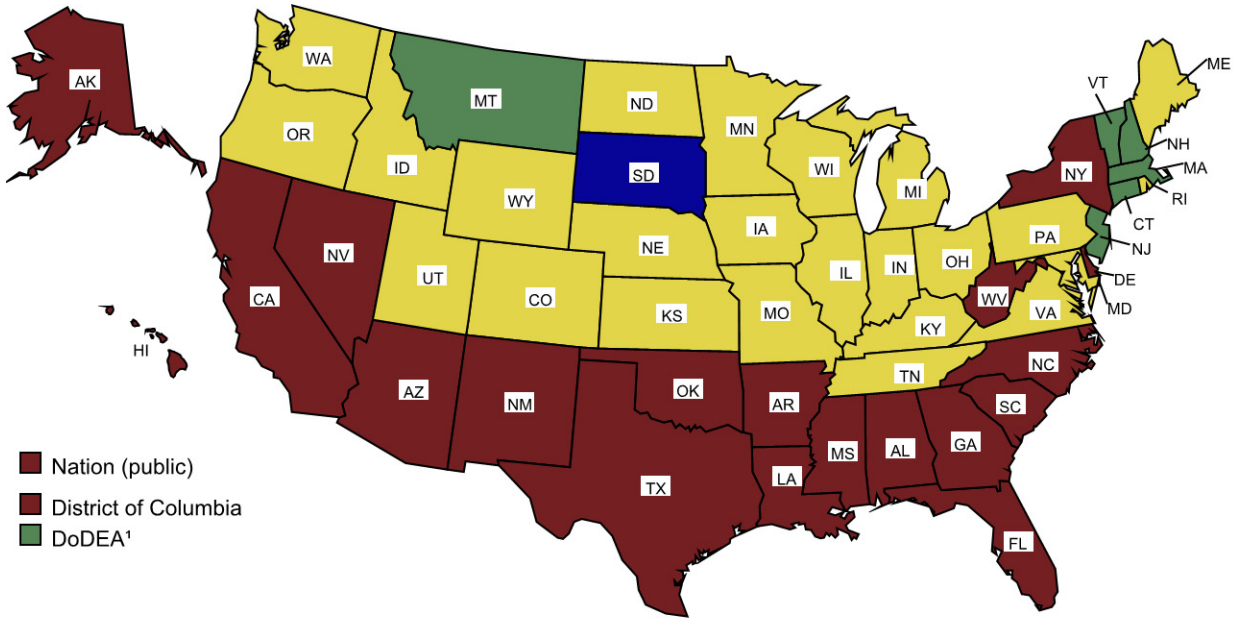 ME
WA
VT
AK
MT
ND
MN
OR
NH
ID
WI
MA
SD
NY
MI
RI
WY
CT
IA
PA
NE
NJ
NV
OH
UT
IL
IN
DE
CO
WV
CA
MD
KS
MO
VA
KY
HI
NC
TN
AZ
OK
NM
AR
SC
GA
MS
AL
Nation (public)
LA
TX
District of Columbia
DoDEA¹
FL